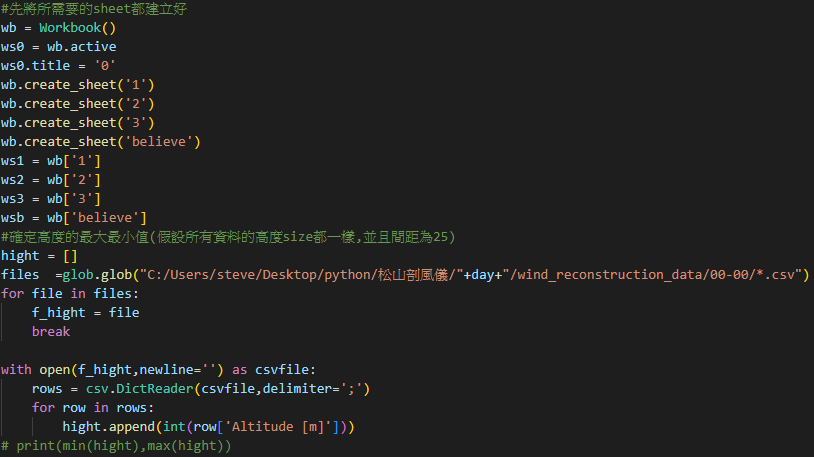 #先將所需要的sheet都建立好
wb = Workbook()
ws0 = wb.active
ws0.title = '0'
wb.create_sheet('1')
wb.create_sheet('2')
wb.create_sheet('3')
wb.create_sheet('believe')
ws1 = wb['1']
ws2 = wb['2']
ws3 = wb['3']
wsb = wb['believe']
#確定高度的最大最小值(假設所有資料的高度size都一樣,並且間距為25)
hight = []
files  =glob.glob("C:/Users/steve/Desktop/python/松山剖風儀/"+day+"/wind_reconstruction_data/00-00/*.csv")
for file in files:
    f_hight = file
    break
with open(f_hight,newline='') as csvfile:
    rows = csv.DictReader(csvfile,delimiter=';')
    for row in rows:
        hight.append(int(row['Altitude [m]']))
# print(min(hight),max(hight))